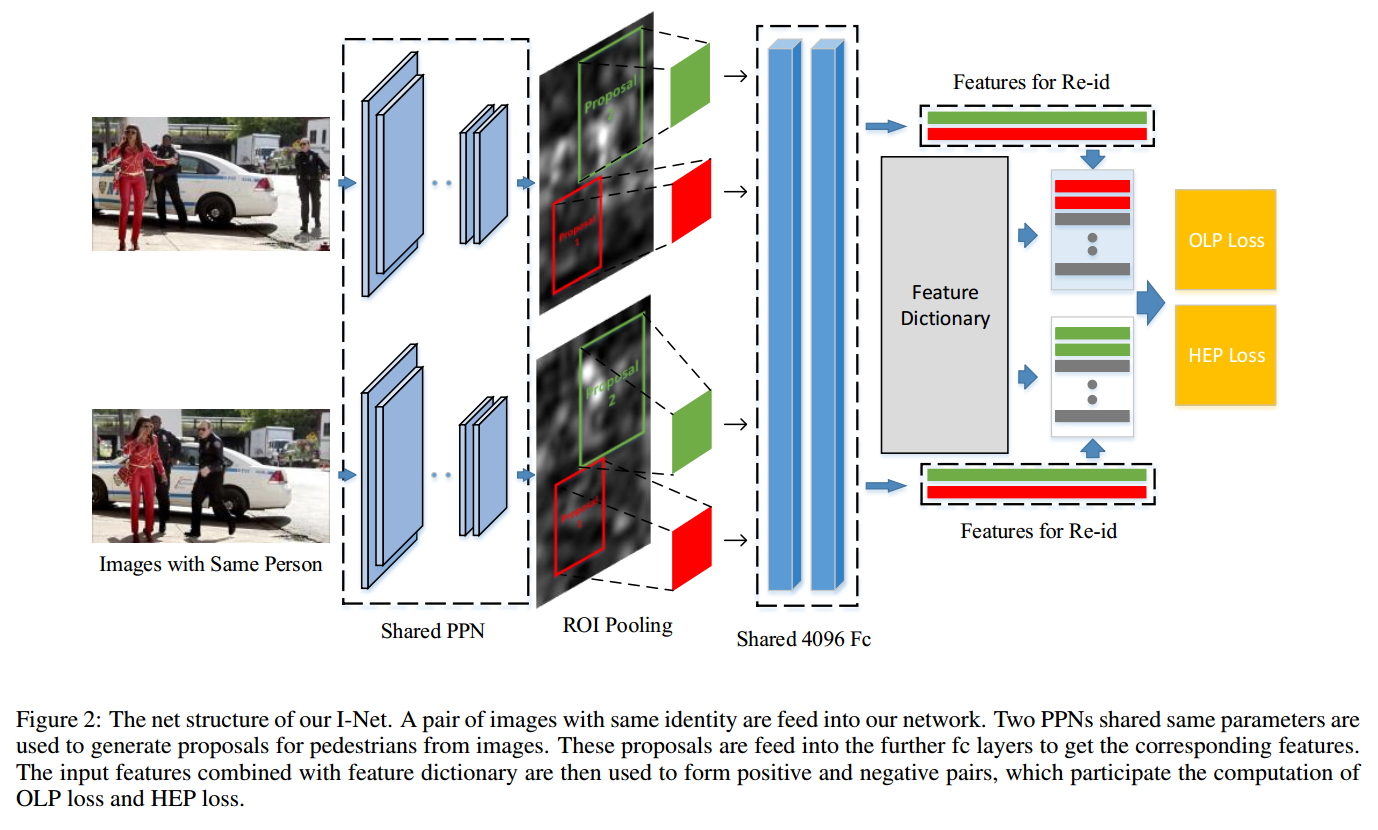 Features for Re-id
Proposal
2
Proposal
1
OLP Loss
Feature
Dictionary
HEP Loss
Proposal
2
Proposal
Features for Re-id
Images with Same Person
ROI Pooling
Shared PPN
Shared 4096 Fc
Figure 2: The net structure of our I-Net. A pair of images with same identity are feed into our network. Two PPNs shared same parameters are
used to generate proposals for pedestrians from images. These proposals are feed into the further fc layers to get the corresponding features.
The input features combined with feature dictionary are then used to form positive and negative pairs, which participate the computation of
OLP loss and HEP loss.